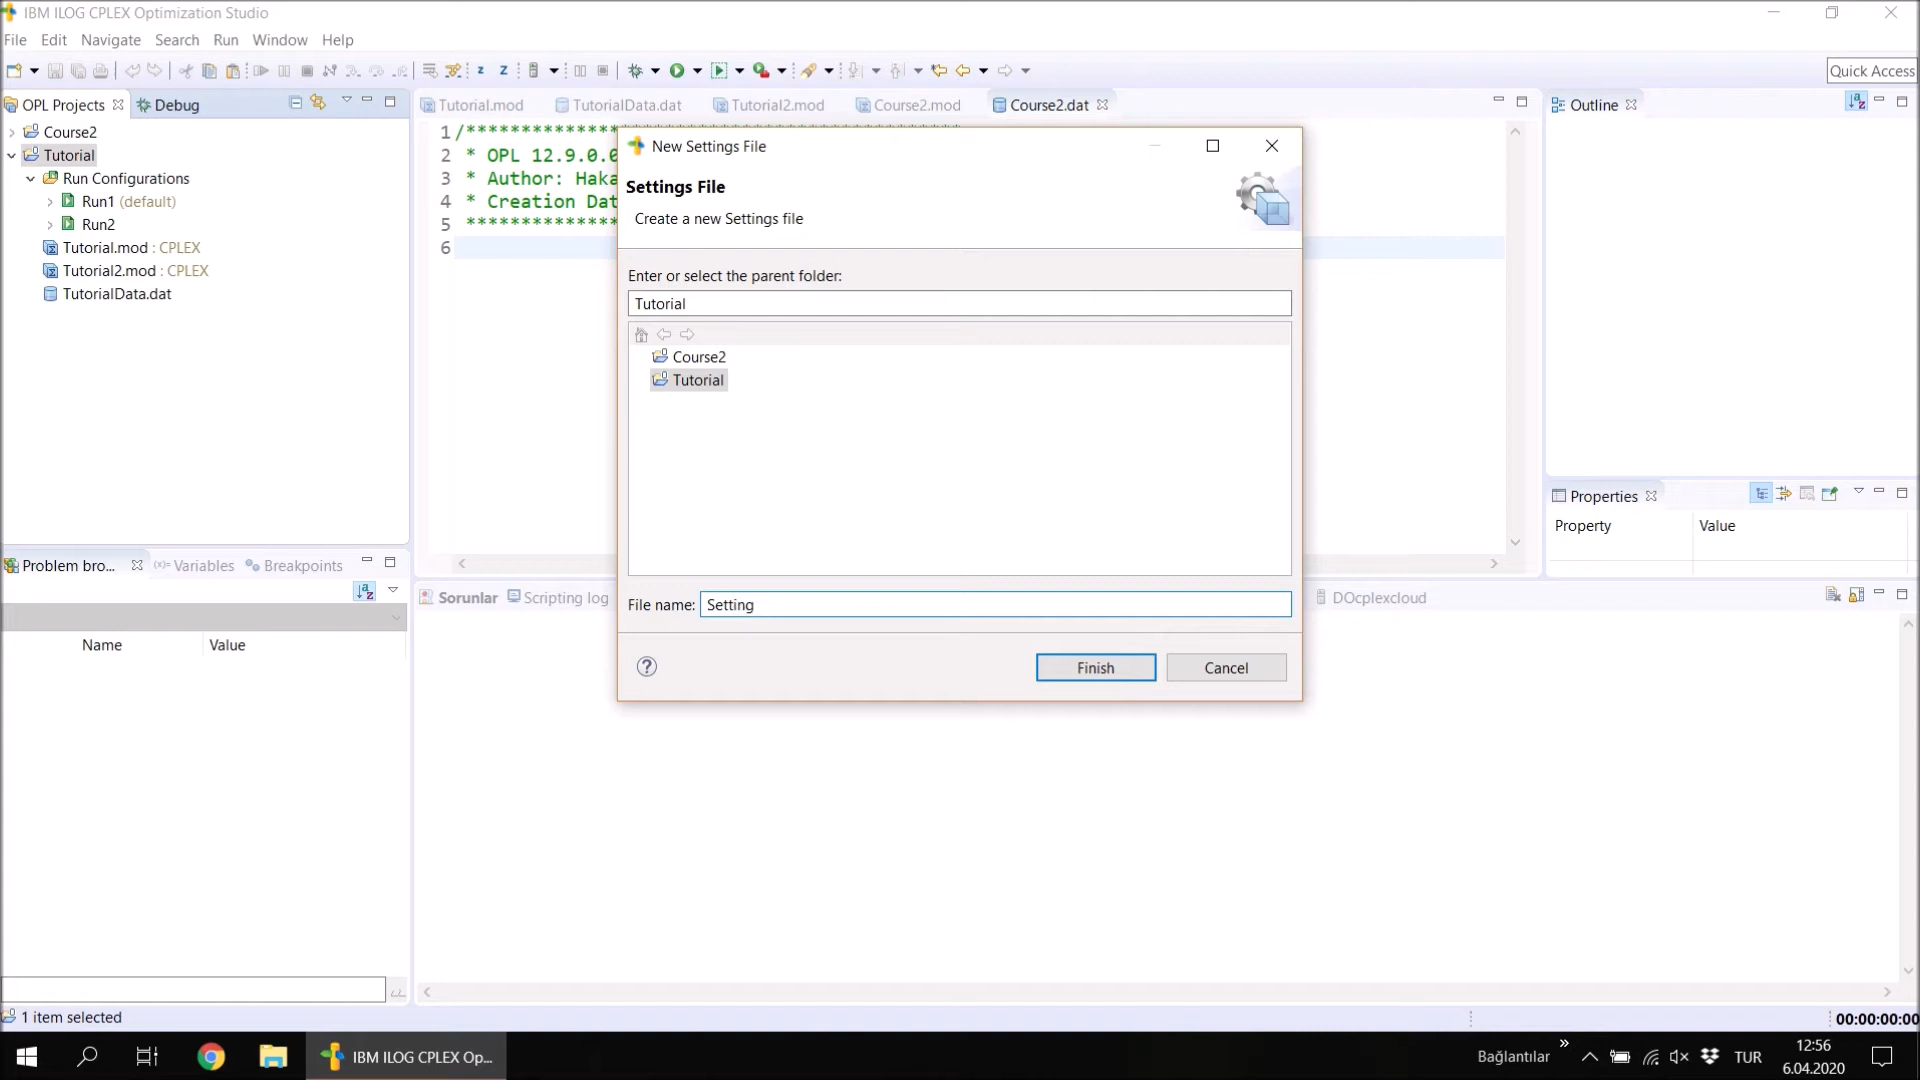 IBM ILOG CPLEX Optimization Studio
File Edit Navigate Search Run Window Help
Quick Access
OPL Projects Debug
Course2
Tutorial
Run Configurations
Run1 (default)
Run2
Tutorial.mod : CPLEX
Tutorial2.mod : CPLEX
TutorialData.dat
Tutorial.mod TutorialData.dat Tutorial2.mod Course2.mod Course2.dat
1 /**************
2 * OPL 12.9.0.0
3 * Author: Haka
4 * Creation Dat
5 **************
6
New Settings File
Settings File
Create a new Settings file
Enter or select the parent folder:
Tutorial
Course2
Tutorial
File name: Setting
Finish Cancel
Outline
Properties
Property Value
Problem bro... (x)= Variables Breakpoints
Name Value
Sorunlar Scripting log
DOcplexcloud
1 item selected
00:00:00:00
IBM ILOG CPLEX Op...
Bağlantılar
TUR
12:56
6.04.2020